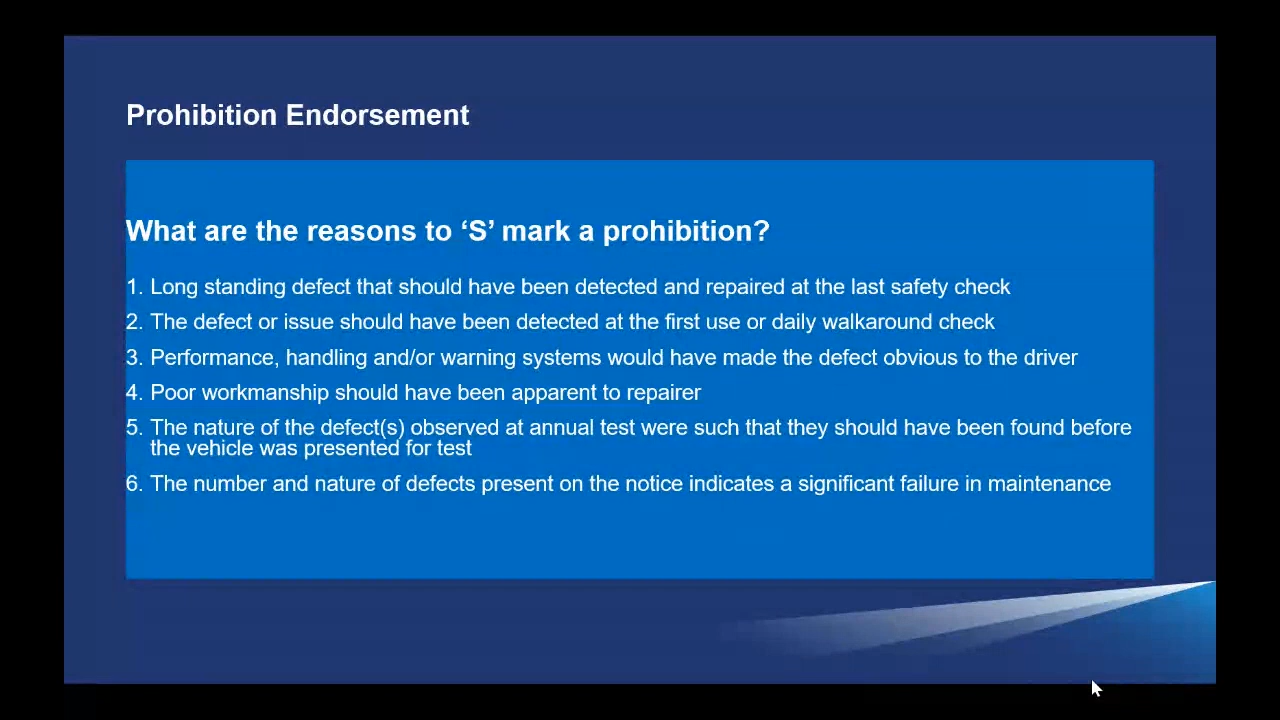 Prohibition Endorsement
What are the reasons to ‘S’ mark a prohibition?
1. Long standing defect that should have been detected and repaired at the last safety check
2. The defect or issue should have been detected at the first use or daily walkaround check
3. Performance, handling and/or warning systems would have made the defect obvious to the driver
4. Poor workmanship should have been apparent to repairer
5. The nature of the defect(s) observed at annual test were such that they should have been found before
the vehicle was presented for test
6. The number and nature of defects present on the notice indicates a significant failure in maintenance